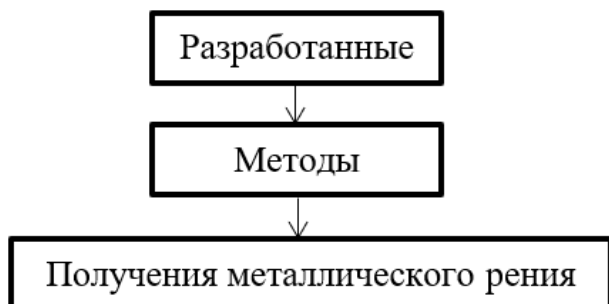 Разработанные
Методы
Получения металлического рения